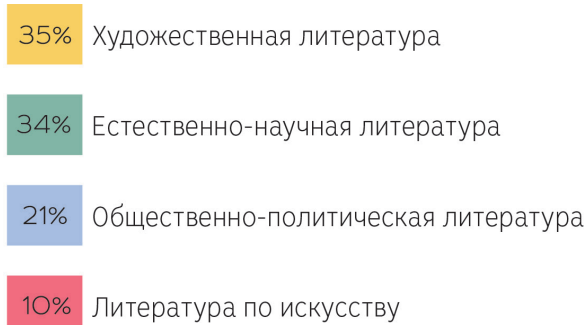 35% Художественная литература
34% Естественно-научная литература
21% Общественно-политическая литература
10% Литература по искусству